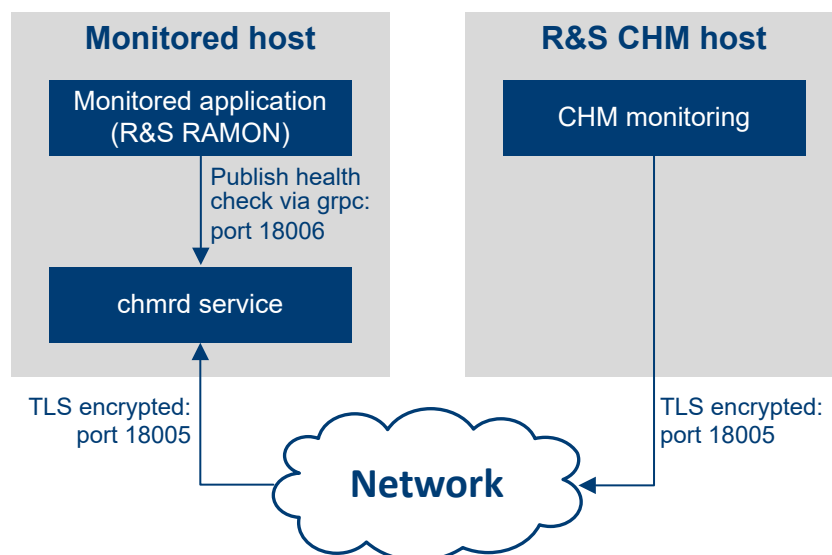 Monitored host
Monitored application
(R&S RAMON)
Publish health
check via grpc:
port 18006
chmrd service
TLS encrypted:
port 18005
R&S CHM host
CHM monitoring
TLS encrypted:
port 18005
Network